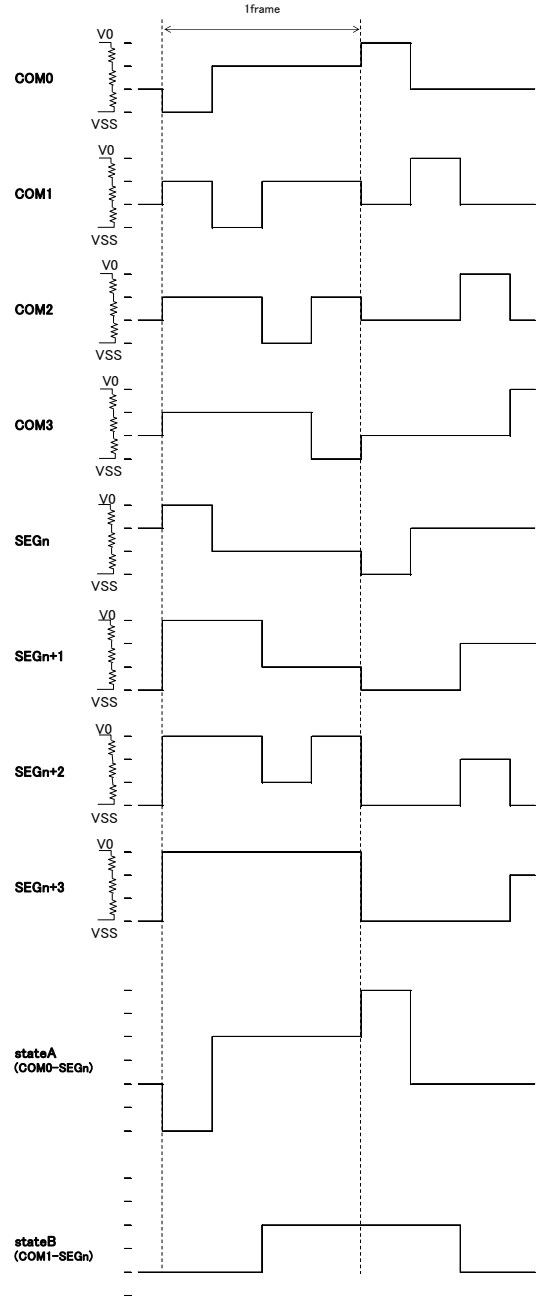 1frame
V0
COM0
VSS
V0
COM1
VSS
V0
COM2
VSS
V0
COM3
VSS
V0
SEGn
VSS
V0
SEGn+1
VSS
V0
SEGn+2
VSS
V0
SEGn+3
VSS
stateA
(COM0-SEGn)
stateB
(COM1-SEGn)